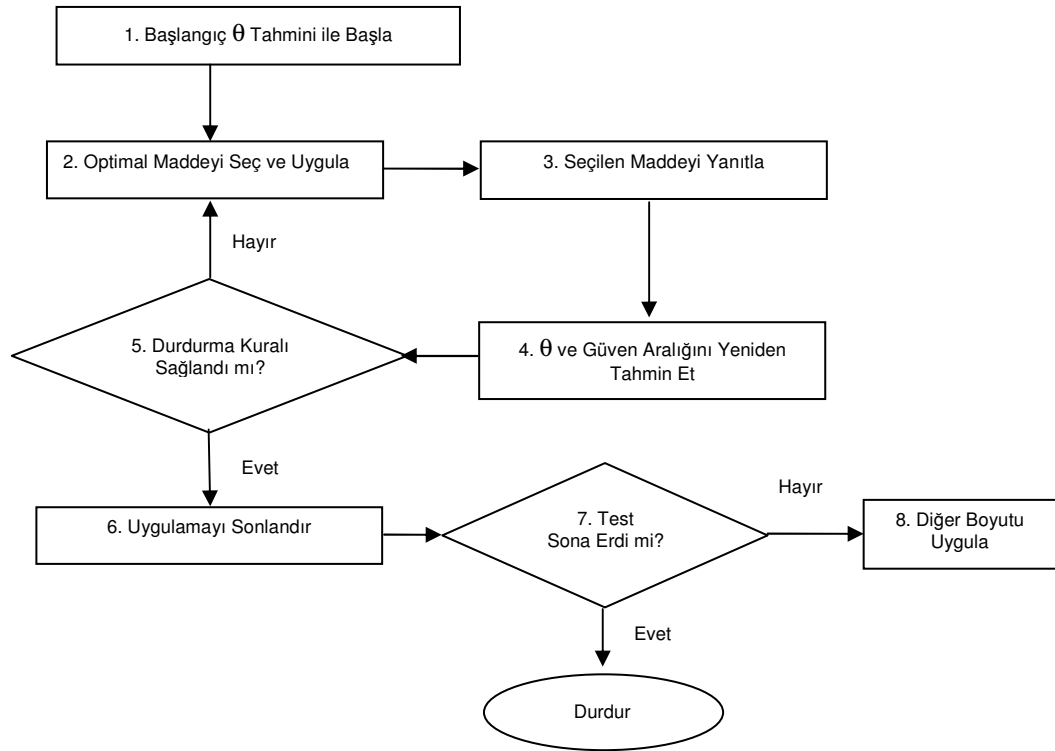 1. Başlangıç θ Tahmini ile Başla
2. Optimal Maddeyi Seç ve Uygula
3. Seçilen Maddeyi Yanıtla
Hayır
4. θ ve Güven Aralığını Yeniden
Tahmin Et
5. Durdurma Kuralı
Sağlandı mı?
Evet
6. Uygulamayı Sonlandır
7. Test
Sona Erdi mi?
Hayır
8. Diğer Boyutu
Uygula
Evet
Durdur